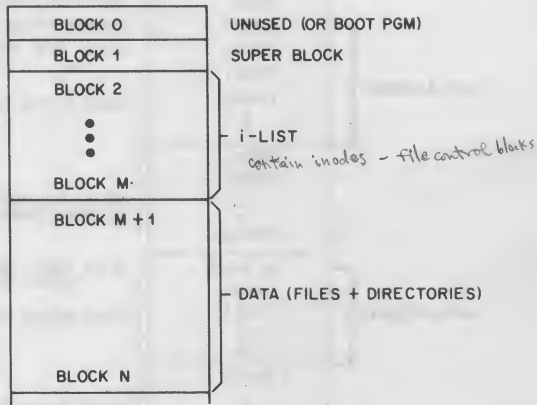 BLOCK 0 UNUSED (OR BOOT PGM)
BLOCK 1 SUPER BLOCK
BLOCK 2
i-LIST
contain inodes - file control blocks
BLOCK M
BLOCK M + 1
DATA (FILES + DIRECTORIES)
BLOCK N